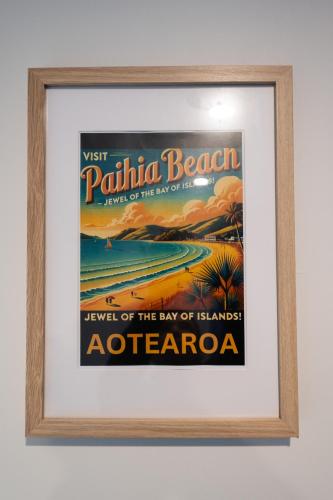 VISIT
Paihia Beach
– JEWEL OF THE BAY OF ISLANDS!
JEWEL OF THE BAY OF ISLANDS!
AOTEAROA